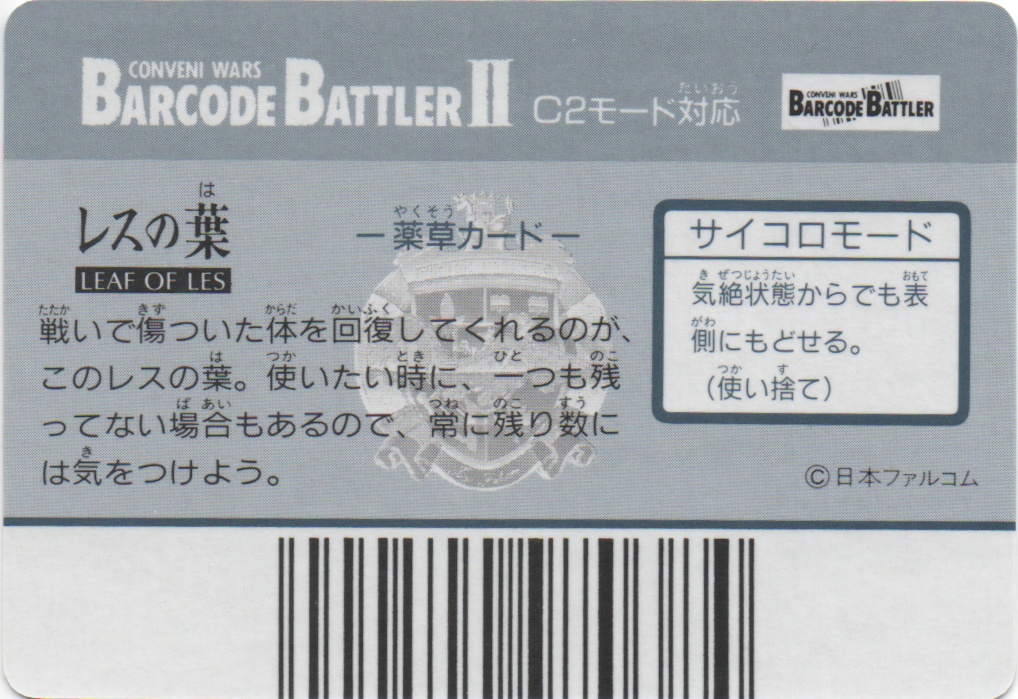 CONVENI WARS
BARCODE BATTLER II
たいおう
C2モード対応
CONVENI WARS
BARCODE BATTLER
は
レスの葉
LEAF OF LES
やくそう
－薬草カード－
たたか きず からだ かいふく
戦いで傷ついた体を回復してくれるのが、
は つか とき ひと のこ
このレスの葉。使いたい時に、一つも残
ば あい つね のこ すう
ってない場合もあるので、常に残り数に
き
は気をつけよう。
サイコロモード
き ぜつじょうたい おもて
気絶状態からでも表
がわ
側にもどせる。
つか す
（使い捨て）
©日本ファルコム